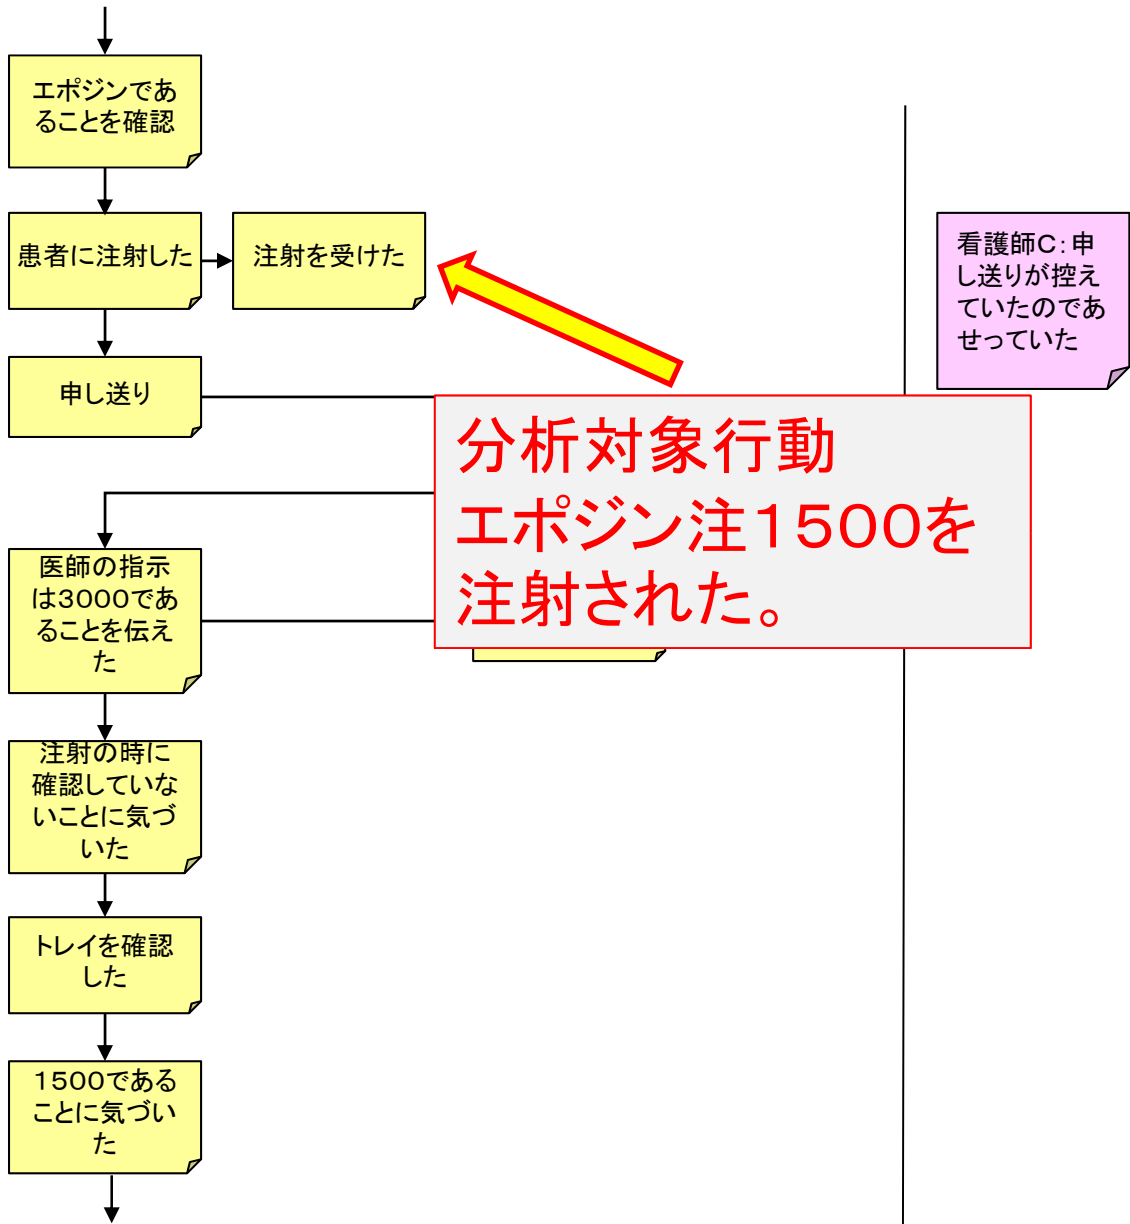 エポジンであ
ることを確認
患者に注射した
注射を受けた
看護師C：申
し送りが控え
ていたのであ
せっていた
申し送り
分析対象行動
エポジン注１５００を
注射された。
医師の指示
は３０００であ
ることを伝え
た
注射の時に
確認していな
いことに気づ
いた
トレイを確認
した
１５００である
ことに気づい
た